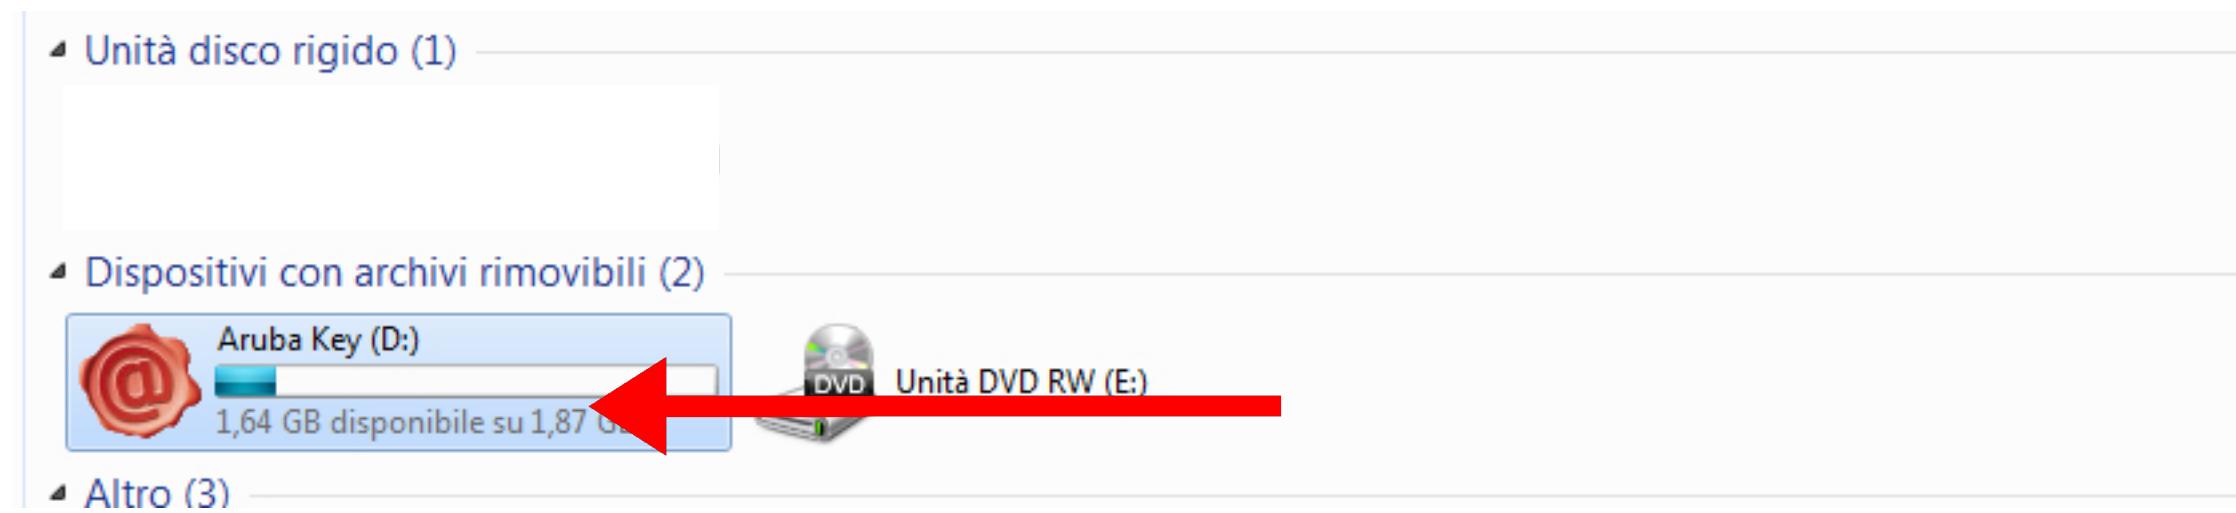 Unità disco rigido (1)
Dispositivi con archivi rimovibili (2)
Aruba Key (D:)
1,64 GB disponibile su 1,87
DVD
Unità DVD RW (E:)
Altro (3)